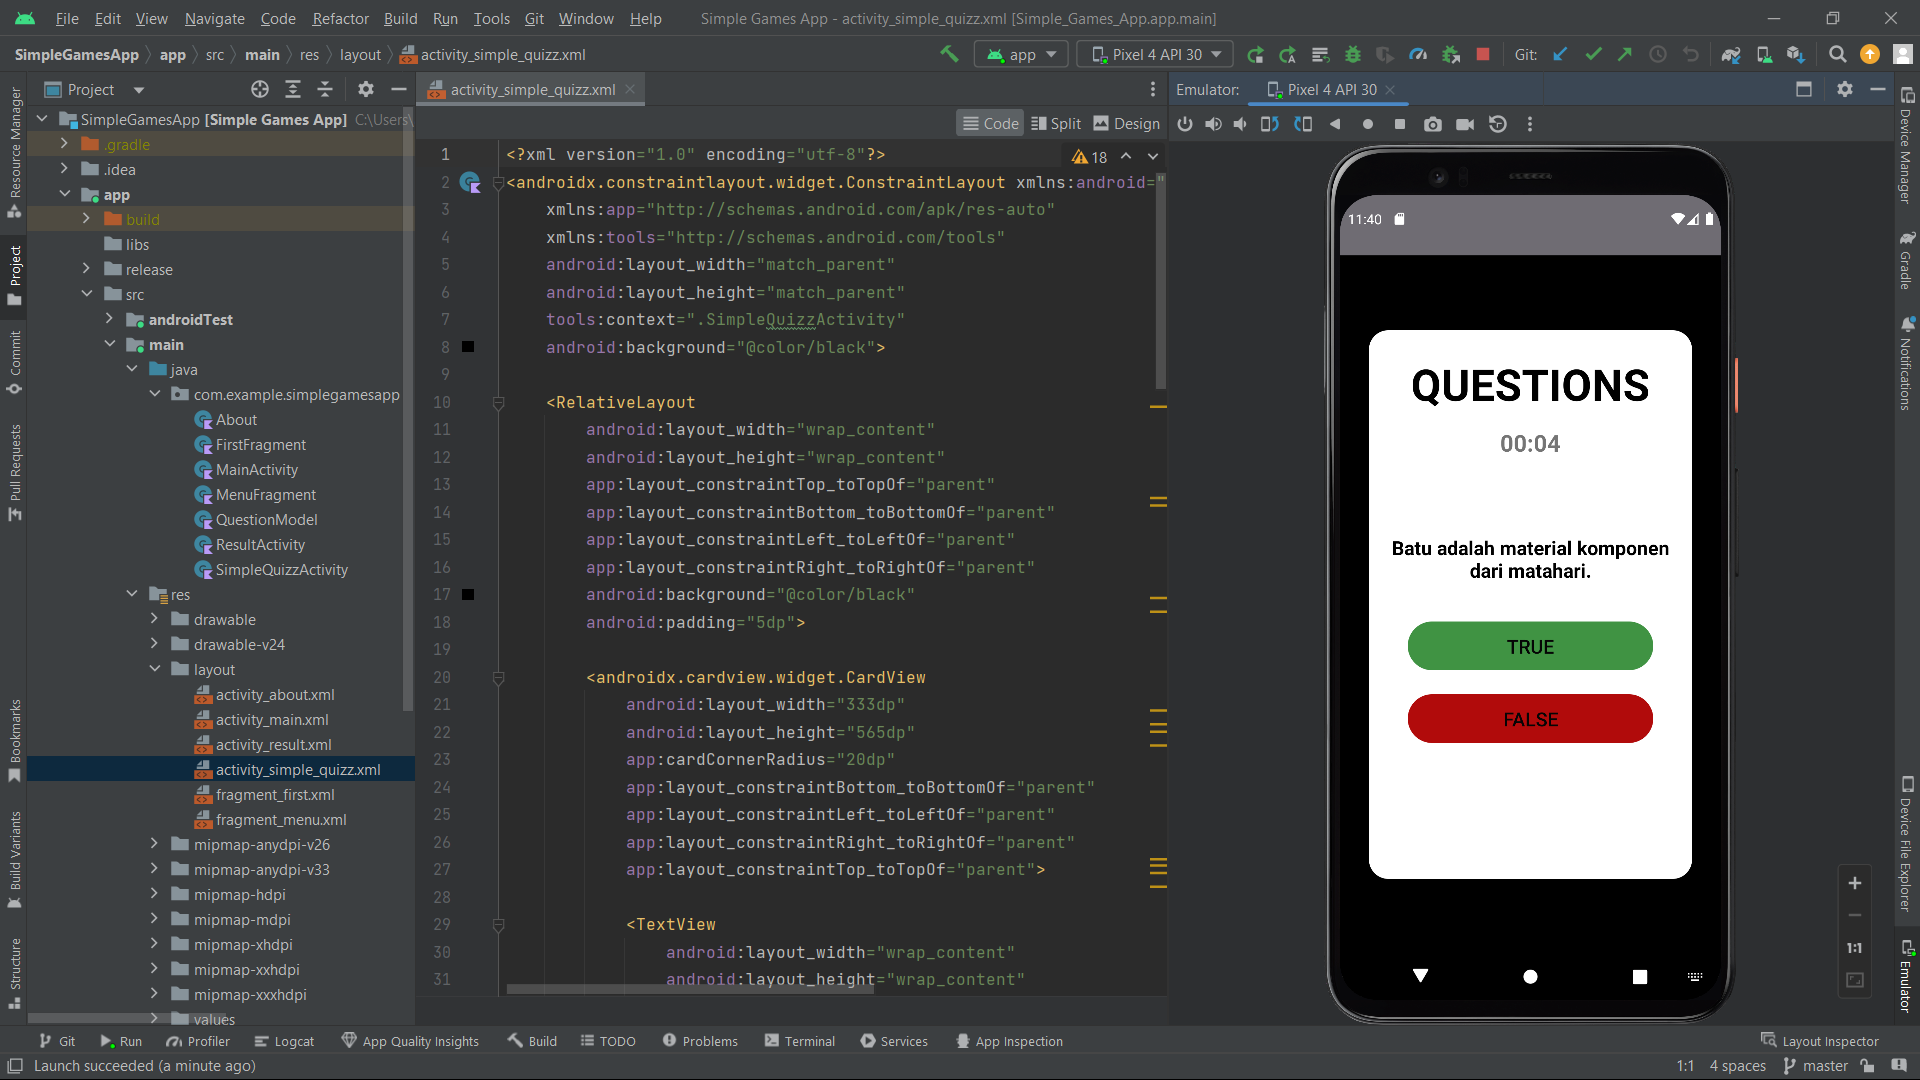 File Edit View Navigate Code Refactor Build Run Tools Git Window Help Simple Games App - activity_simple_quizz.xml [Simple_Games_App.app.main]
SimpleGamesApp app src main res layout activity_simple_quizz.xml app Pixel 4 API 30 Git:
Project
activity_simple_quizz.xml
Emulator: Pixel 4 API 30
Code Split Design
Resource Manager
Project
Commit
Pull Requests
Bookmarks
Build Variants
Structure
SimpleGamesApp [Simple Games App] C:\Users\
.gradle
.idea
app
build
libs
release
src
androidTest
main
java
com.example.simplegamesapp
About
FirstFragment
MainActivity
MenuFragment
QuestionModel
ResultActivity
SimpleQuizzActivity
res
drawable
drawable-v24
layout
activity_about.xml
activity_main.xml
activity_result.xml
activity_simple_quizz.xml
fragment_first.xml
fragment_menu.xml
mipmap-anydpi-v26
mipmap-anydpi-v33
mipmap-hdpi
mipmap-mdpi
mipmap-xhdpi
mipmap-xxhdpi
mipmap-xxxhdpi
values
18
1 <?xml version="1.0" encoding="utf-8"?>
2 <androidx.constraintlayout.widget.ConstraintLayout xmlns:android="
3 xmlns:app="http://schemas.android.com/apk/res-auto"
4 xmlns:tools="http://schemas.android.com/tools"
5 android:layout_width="match_parent"
6 android:layout_height="match_parent"
7 tools:context=".SimpleQuizzActivity"
8 android:background="@color/black">
9
10 <RelativeLayout
11 android:layout_width="wrap_content"
12 android:layout_height="wrap_content"
13 app:layout_constraintTop_toTopOf="parent"
14 app:layout_constraintBottom_toBottomOf="parent"
15 app:layout_constraintLeft_toLeftOf="parent"
16 app:layout_constraintRight_toRightOf="parent"
17 android:background="@color/black"
18 android:padding="5dp">
19
20 <androidx.cardview.widget.CardView
21 android:layout_width="333dp"
22 android:layout_height="565dp"
23 app:cardCornerRadius="20dp"
24 app:layout_constraintBottom_toBottomOf="parent"
25 app:layout_constraintLeft_toLeftOf="parent"
26 app:layout_constraintRight_toRightOf="parent"
27 app:layout_constraintTop_toTopOf="parent">
28
29 <TextView
30 android:layout_width="wrap_content"
31 android:layout_height="wrap_content"
11:40
QUESTIONS
00:04
Batu adalah material komponen
dari matahari.
TRUE
FALSE
1:1
Device Manager
Gradle
Notifications
Device File Explorer
Emulator
Git Run Profiler Logcat App Quality Insights Build TODO Problems Terminal Services App Inspection Layout Inspector
Launch succeeded (a minute ago) 1:1 4 spaces master